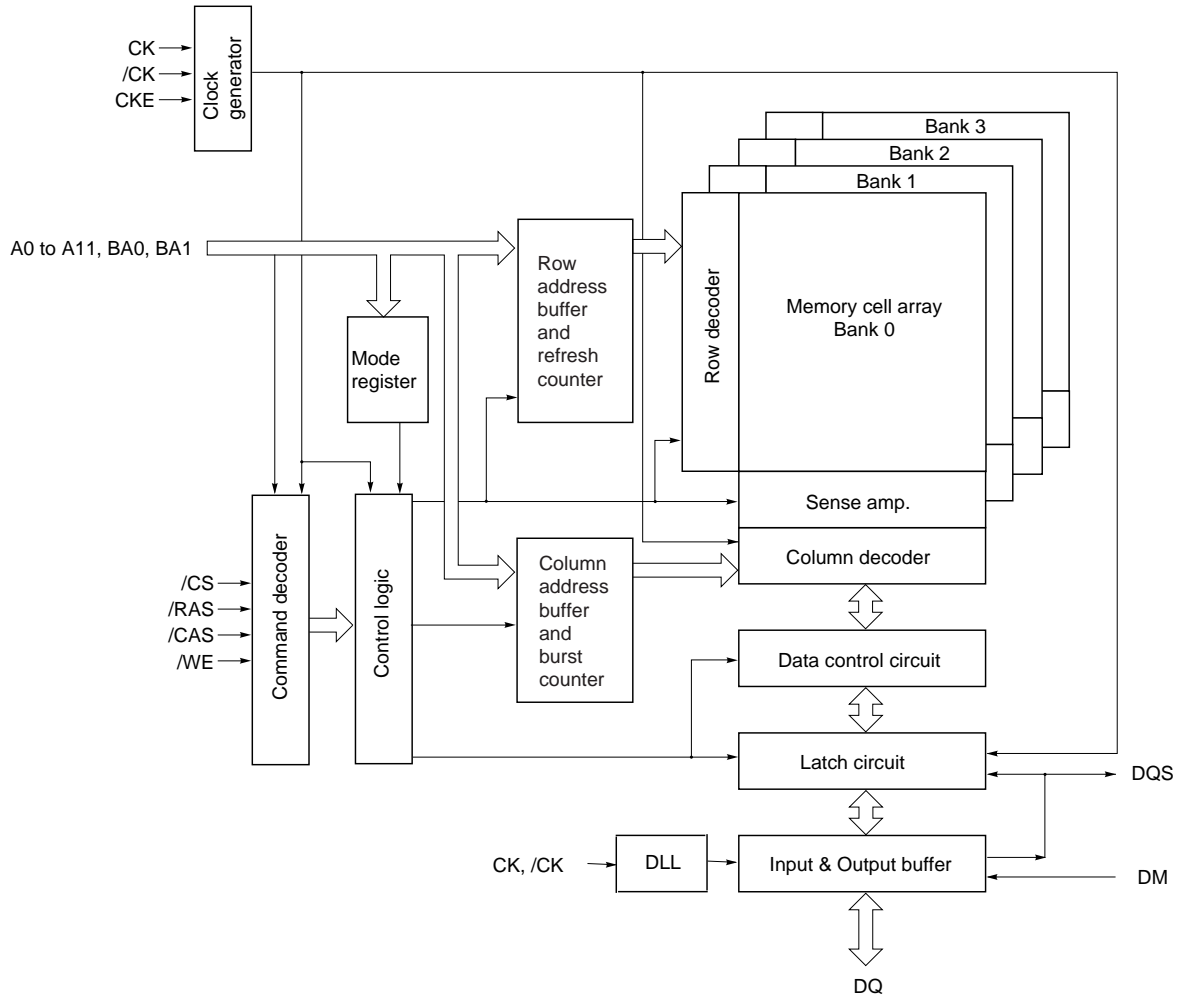 CK
/CK
CKE
Clock
generator
Bank 3
Bank 2
Bank 1
A0 to A11, BA0, BA1
Row
address
buffer
and
refresh
counter
Row decoder
Memory cell array
Bank 0
Mode
register
Sense amp.
Column decoder
/CS
/RAS
/CAS
/WE
Command decoder
Control logic
Column
address
buffer
and
burst
counter
Data control circuit
Latch circuit
DQS
CK, /CK
DLL
Input & Output buffer
DM
DQ